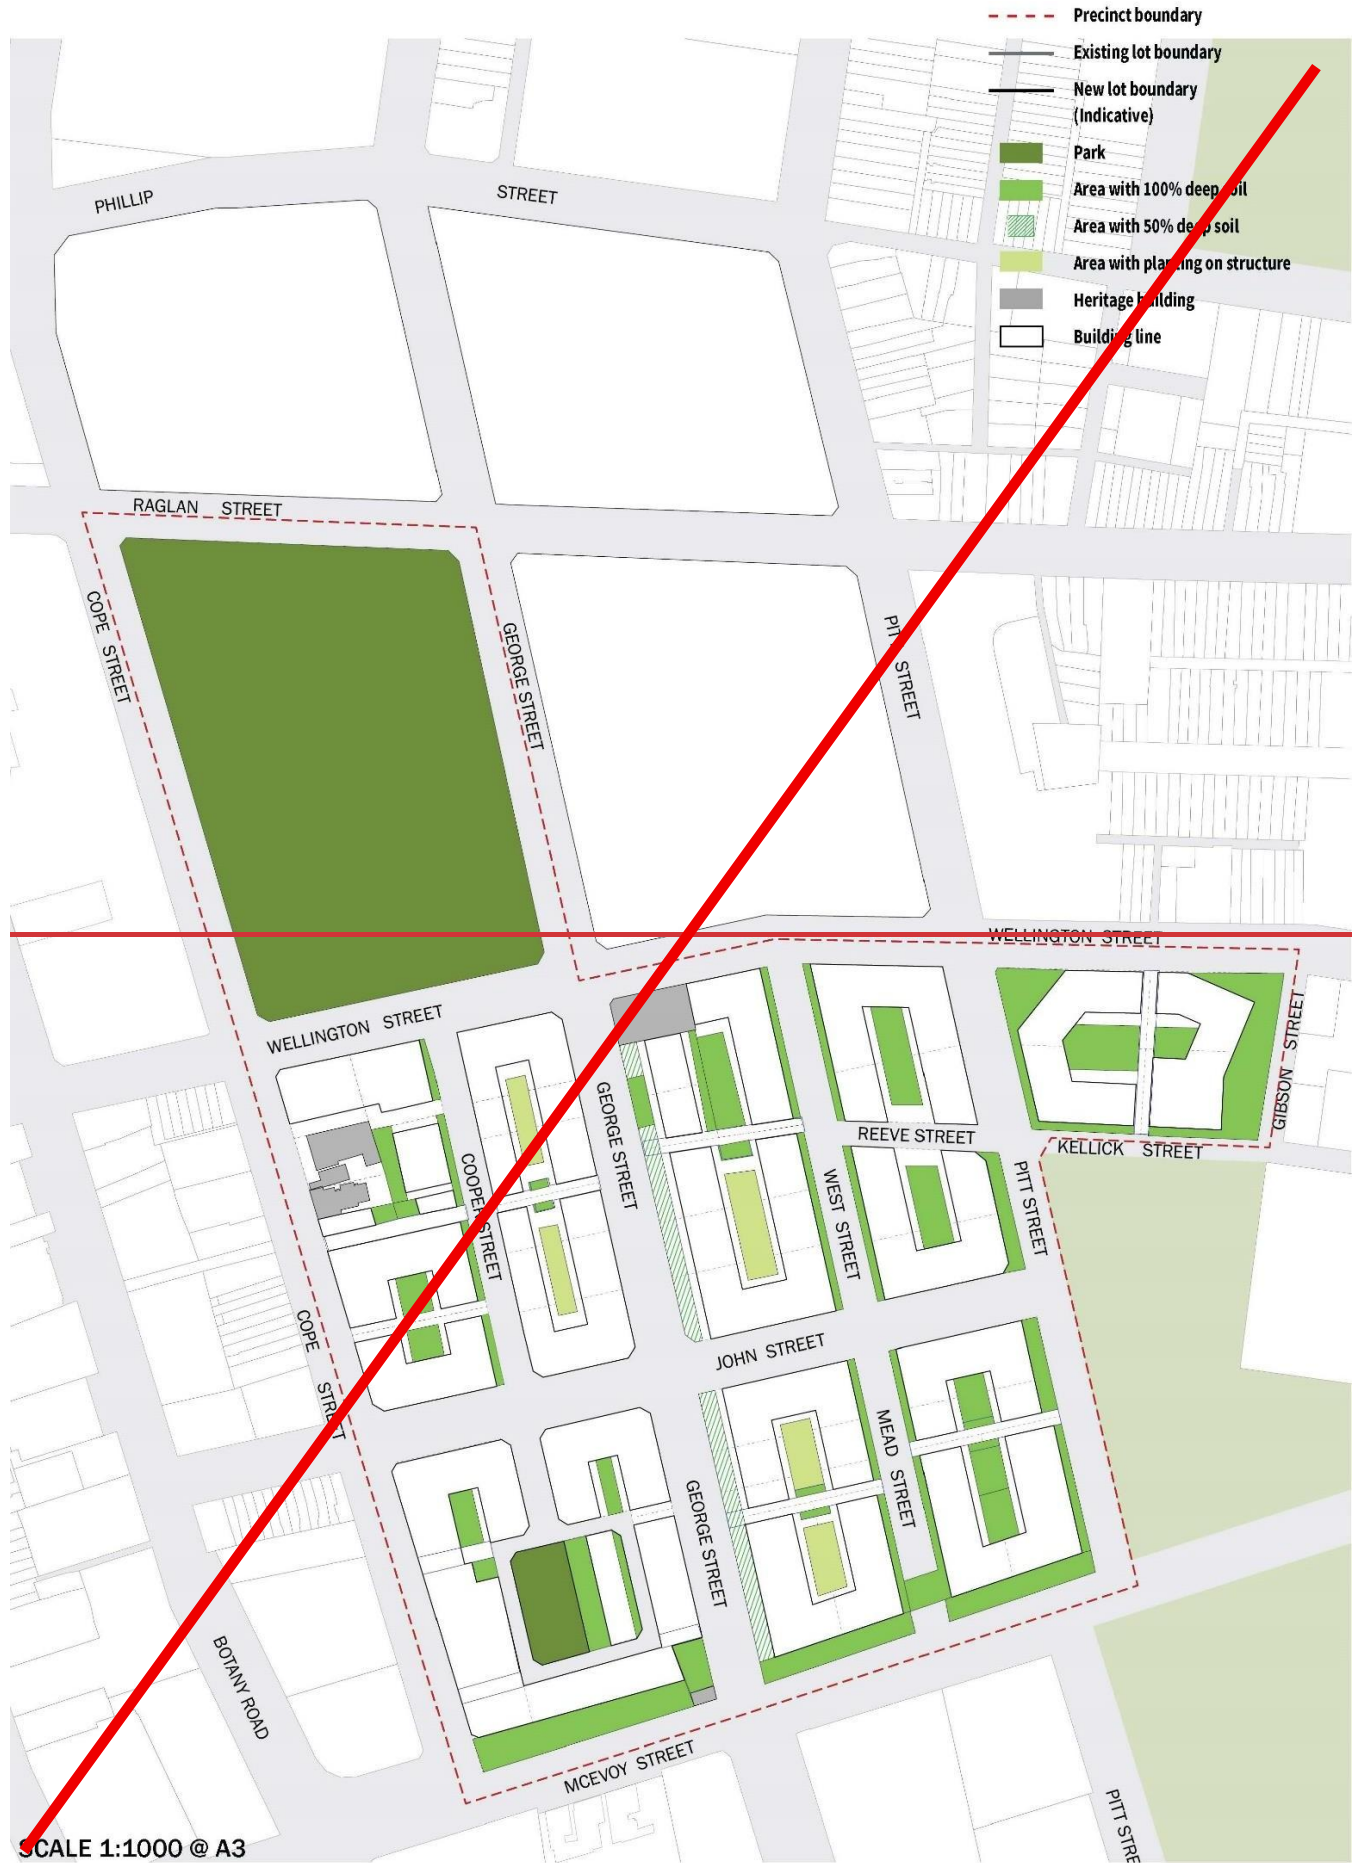 Precinct boundary
Existing lot boundary
New lot boundary
(Indicative)
Park
Area with 100% deep soil
Area with 50% deep soil
Area with planting on structure
Heritage building
Building line
PHILLIP STREET
RAGLAN STREET
COPE STREET
GEORGE STREET
PITT STREET
WELLINGTON STREET
WELLINGTON STREET
GIBSON STREET
GEORGE STREET
REEVE STREET
KELLICK STREET
COOPER STREET
WEST STREET
PITT STREET
COPE STREET
JOHN STREET
MEAD STREET
GEORGE STREET
BOTANY ROAD
MCEVOY STREET
PITT STRE
SCALE 1:1000 @ A3